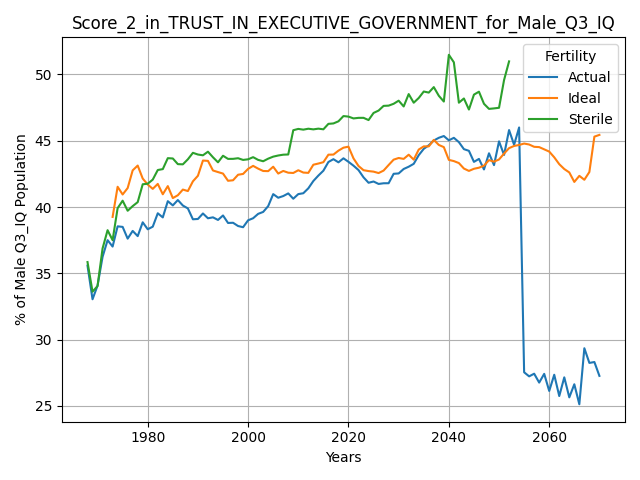 Score_2_in_TRUST_IN_EXECUTIVE_GOVERNMENT_for_Male_Q3_IQ
Fertility
Actual
Ideal
Sterile
% of Male Q3_IQ Population
50
45
40
35
30
25
1980
2000
2020
2040
2060
Years